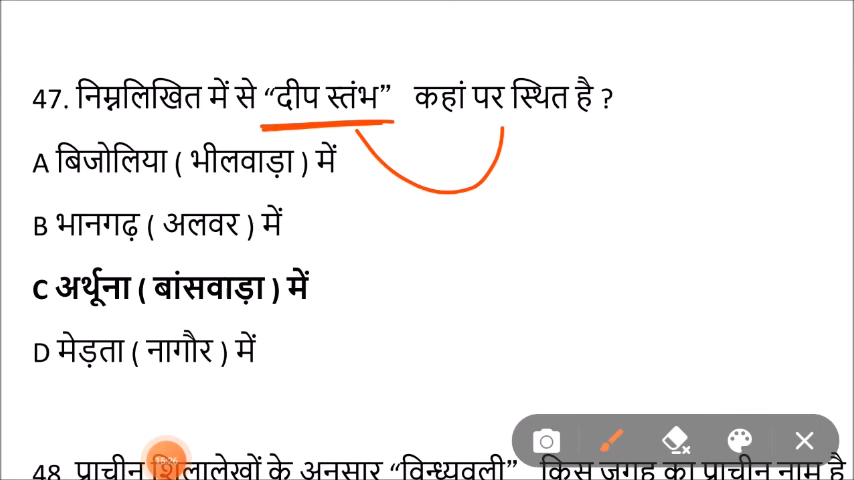 47. निम्नलिखित में से “दीप स्तंभ” कहां पर स्थित है ?
A बिजोलिया ( भीलवाड़ा ) में
B भानगढ़ ( अलवर ) में
C अर्थूना ( बांसवाड़ा ) में
D मेड़ता ( नागौर ) में
48. प्राचीन शिलालेखों के अनुसार “विन्ध्यवली” किस जगह का प्राचीन नाम है